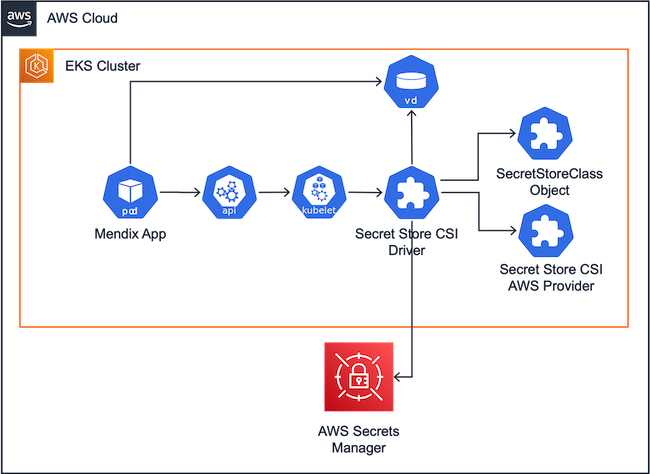 aws
AWS Cloud
EKS Cluster
vd
SecretStoreClass
Object
pod
api
kubelet
Mendix App
Secret Store CSI
Driver
Secret Store CSI
AWS Provider
AWS Secrets
Manager